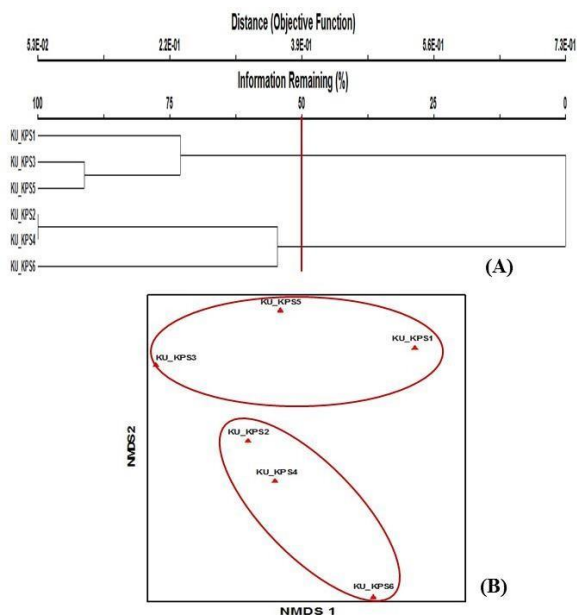 Distance (Objective Function)
5.3E-02 2.2E-01 3.9E-01 5.6E-01 7.3E-01
Information Remaining (%)
100 75 50 25 0
KU_KPS1
KU_KPS3
KU_KPS5
KU_KPS2
KU_KPS4
KU_KPS6
(A)
KU_KPS5
KU_KPS1
KU_KPS3
KU_KPS2
KU_KPS4
KU_KPS6
NMDS2
NMDS 1
(B)